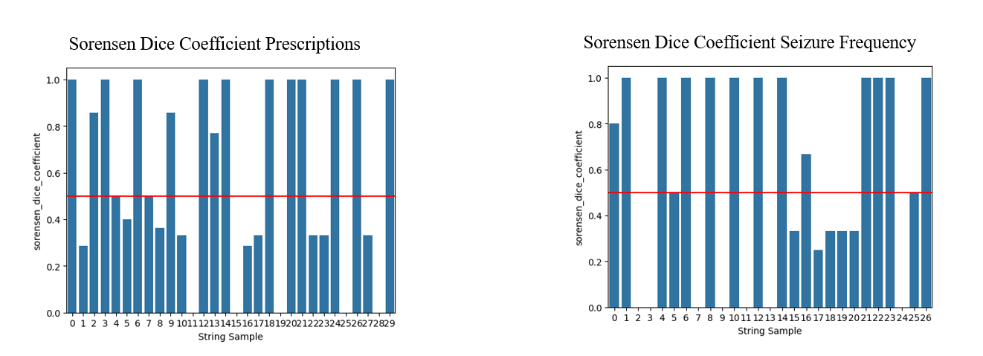 Sorensen Dice Coefficient Prescriptions
1.0
0.8
0.6
0.4
0.2
0.0
sorensen_dice_coefficient
0 1 2 3 4 5 6 7 8 9 10 11 12 13 14 15 16 17 18 19 20 21 22 23 24 25 26 27 28 29
String Sample
Sorensen Dice Coefficient Seizure Frequency
1.0
0.8
0.6
0.4
0.2
0.0
sorensen_dice_coefficient
0 1 2 3 4 5 6 7 8 9 10 11 12 13 14 15 16 17 18 19 20 21 22 23 24 25 26
String Sample